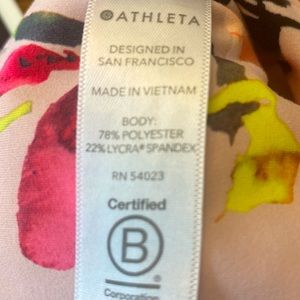 ATHLETA
DESIGNED IN
SAN FRANCISCO
MADE IN VIETNAM
BODY:
78% POLYESTER
22% LYCRA® SPANDEX
RN 54023
Certified
B
Corporation